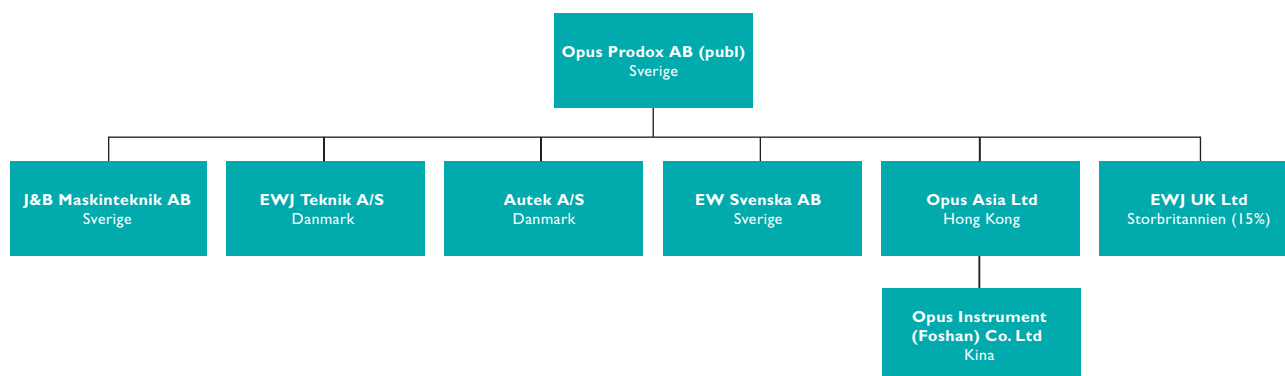 Opus Prodox AB (publ)
Sverige
J&B Maskinteknik AB
Sverige
EWJ Teknik A/S
Danmark
Autek A/S
Danmark
EW Svenska AB
Sverige
Opus Asia Ltd
Hong Kong
EWJ UK Ltd
Storbritannien (15%)
Opus Instrument
(Foshan) Co. Ltd
Kina